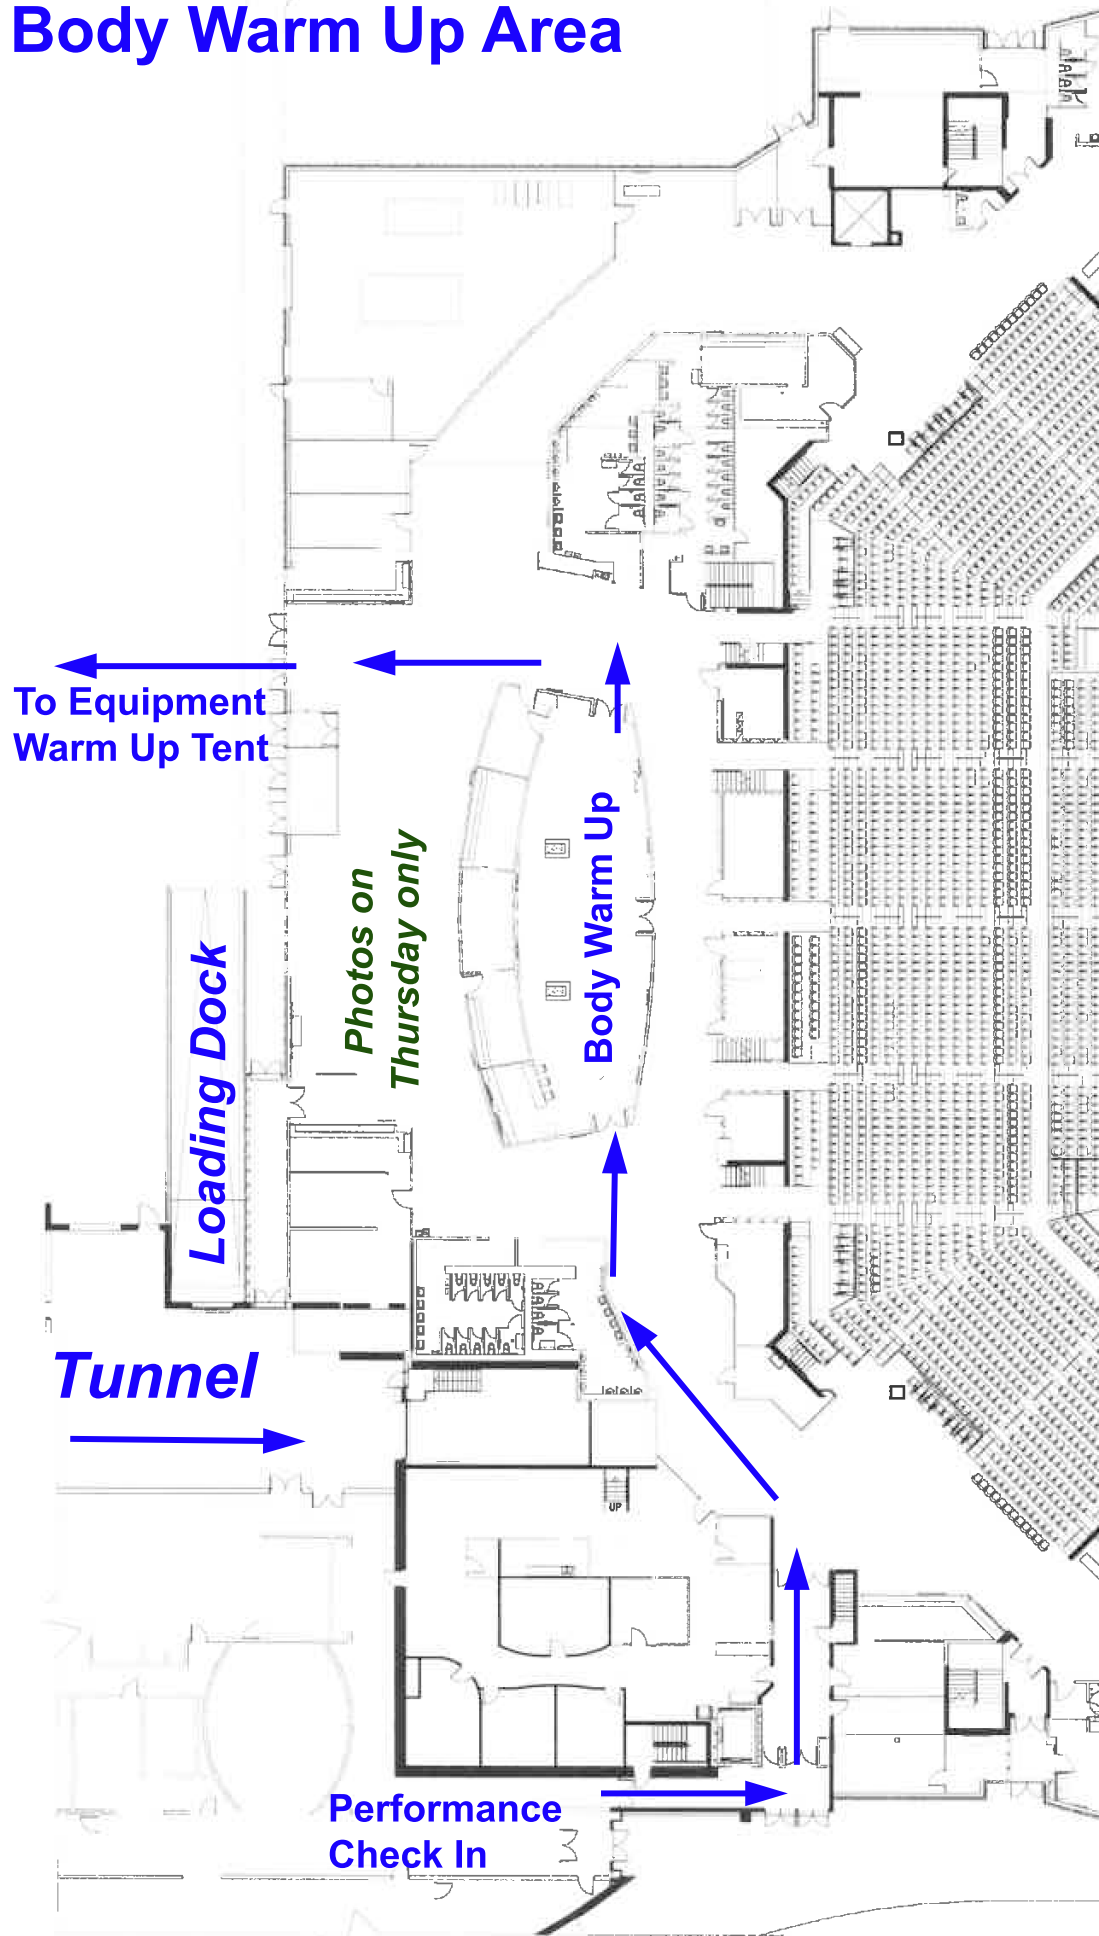 Body Warm Up Area
To Equipment
Warm Up Tent
Body Warm Up
Photos on
Thursday only
Loading Dock
Tunnel
UP
Performance
Check In